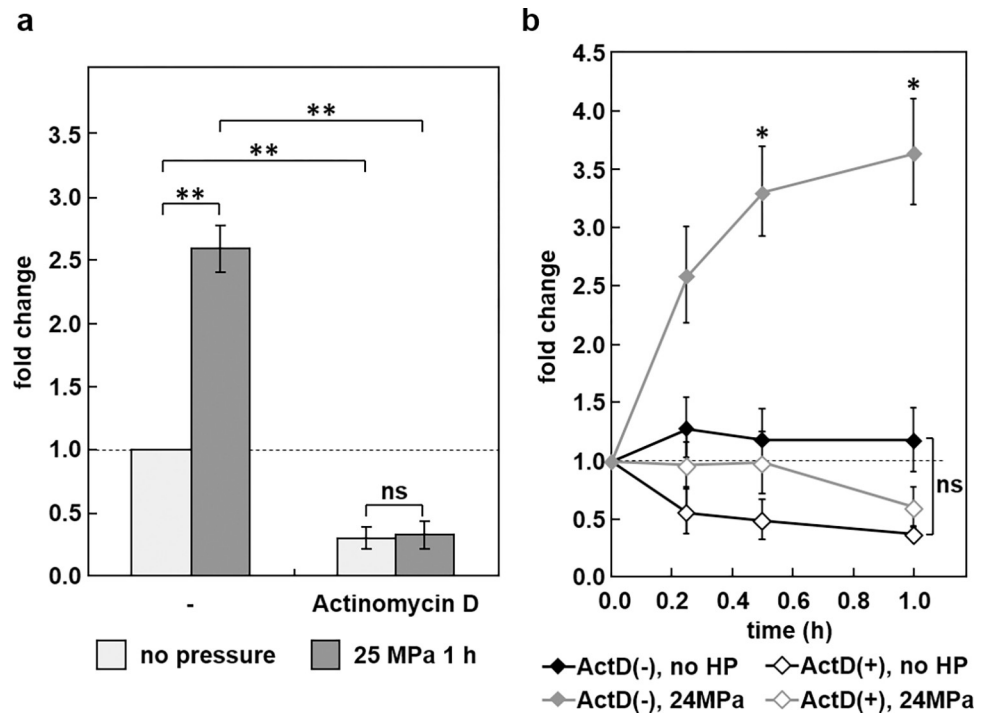 a
fold change
3.5
3.0
2.5
2.0
1.5
1.0
0.5
0.0
**
**
**
ns
- Actinomycin D
no pressure 25 MPa 1 h
b
fold change
4.5
4.0
3.5
3.0
2.5
2.0
1.5
1.0
0.5
0.0
*
*
ns
0.0 0.2 0.4 0.6 0.8 1.0
time (h)
ActD(-), no HP ActD(+), no HP
ActD(-), 24MPa ActD(+), 24MPa